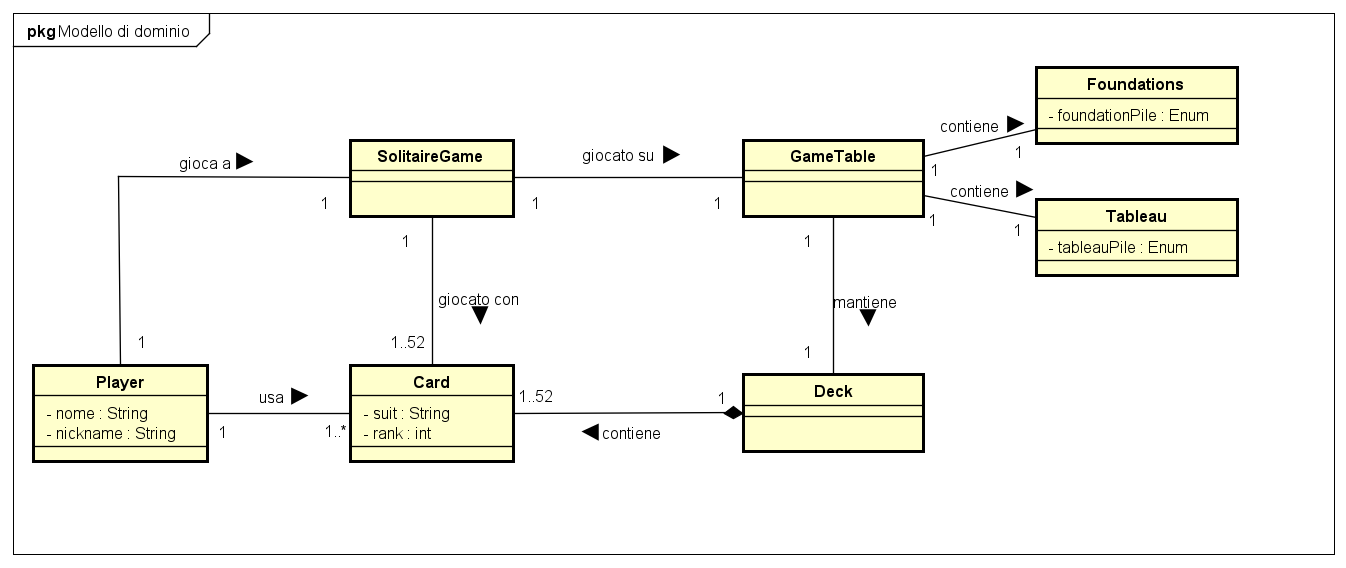 pkg Modello di dominio
Foundations
- foundationPile : Enum
contiene
1
1
SolitaireGame
gioca a
1
giocato su
1
1
GameTable
contiene
1
1
Tableau
- tableauPile : Enum
1
giocato con
1..52
1
mantiene
1
1
Player
- nome : String
- nickname : String
usa
1
1..*
Card
- suit : String
- rank : int
1..52
contiene
1
Deck